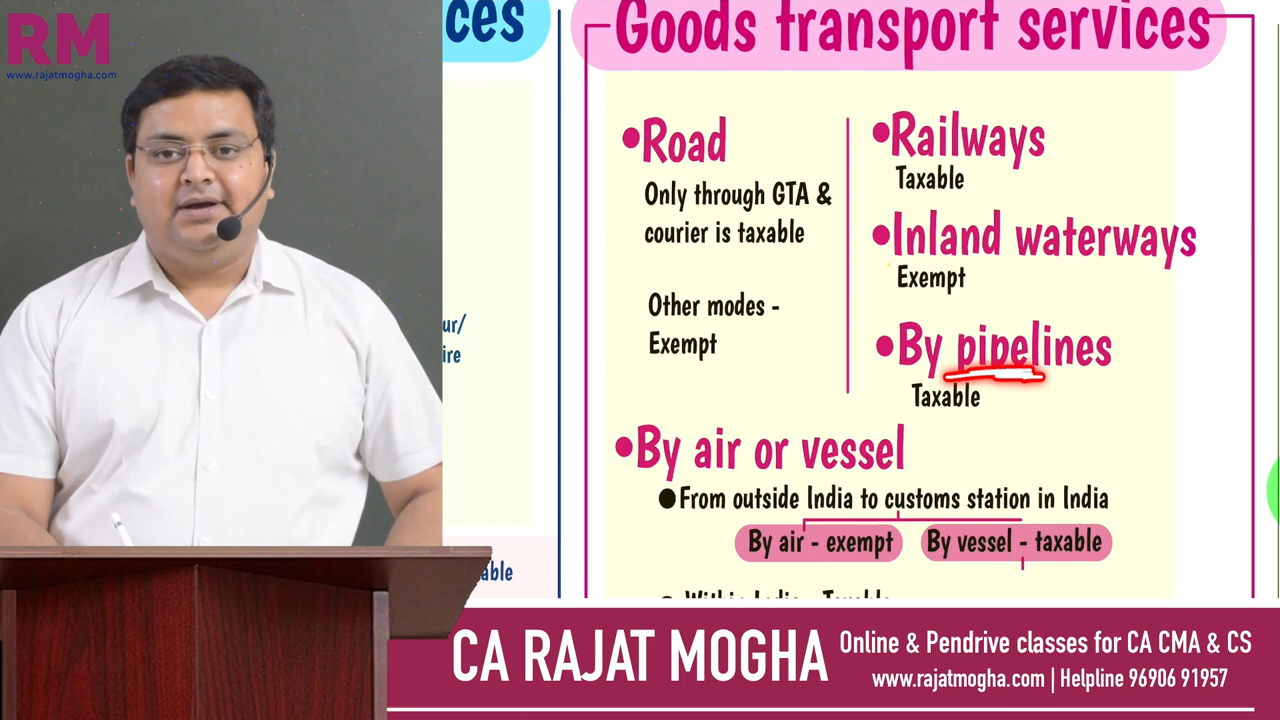 RM
www.rajatmogha.com
ces
ur/
ire
able
Goods transport services
•Road
Only through GTA &
courier is taxable
Other modes -
Exempt
•Railways
Taxable
•Inland waterways
Exempt
•By pipelines
Taxable
•By air or vessel
●From outside India to customs station in India
By air - exempt
By vessel - taxable
Within India - Taxable
CA RAJAT MOGHA
Online & Pendrive classes for CA CMA & CS
www.rajatmogha.com | Helpline 96906 91957